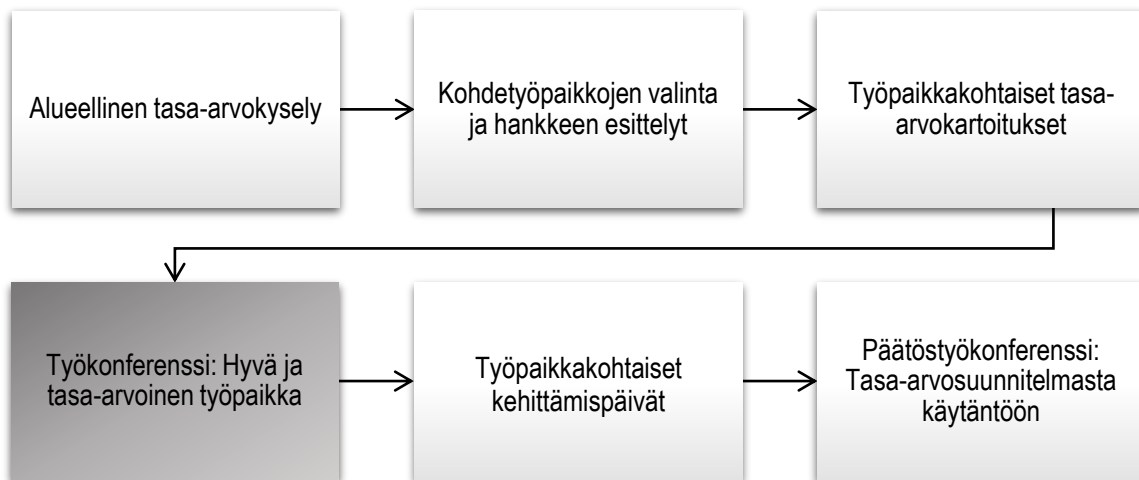 Alueellinen tasa-arvokysely
Kohdetyöpaikkojen valinta
ja hankkeen esittelyt
Työpaikkakohtaiset tasa-
arvokartoitukset
Työkonferenssi: Hyvä ja
tasa-arvoinen työpaikka
Työpaikkakohtaiset
kehittämispäivät
Päätöstyökonferenssi:
Tasa-arvosuunnitelmasta
käytäntöön